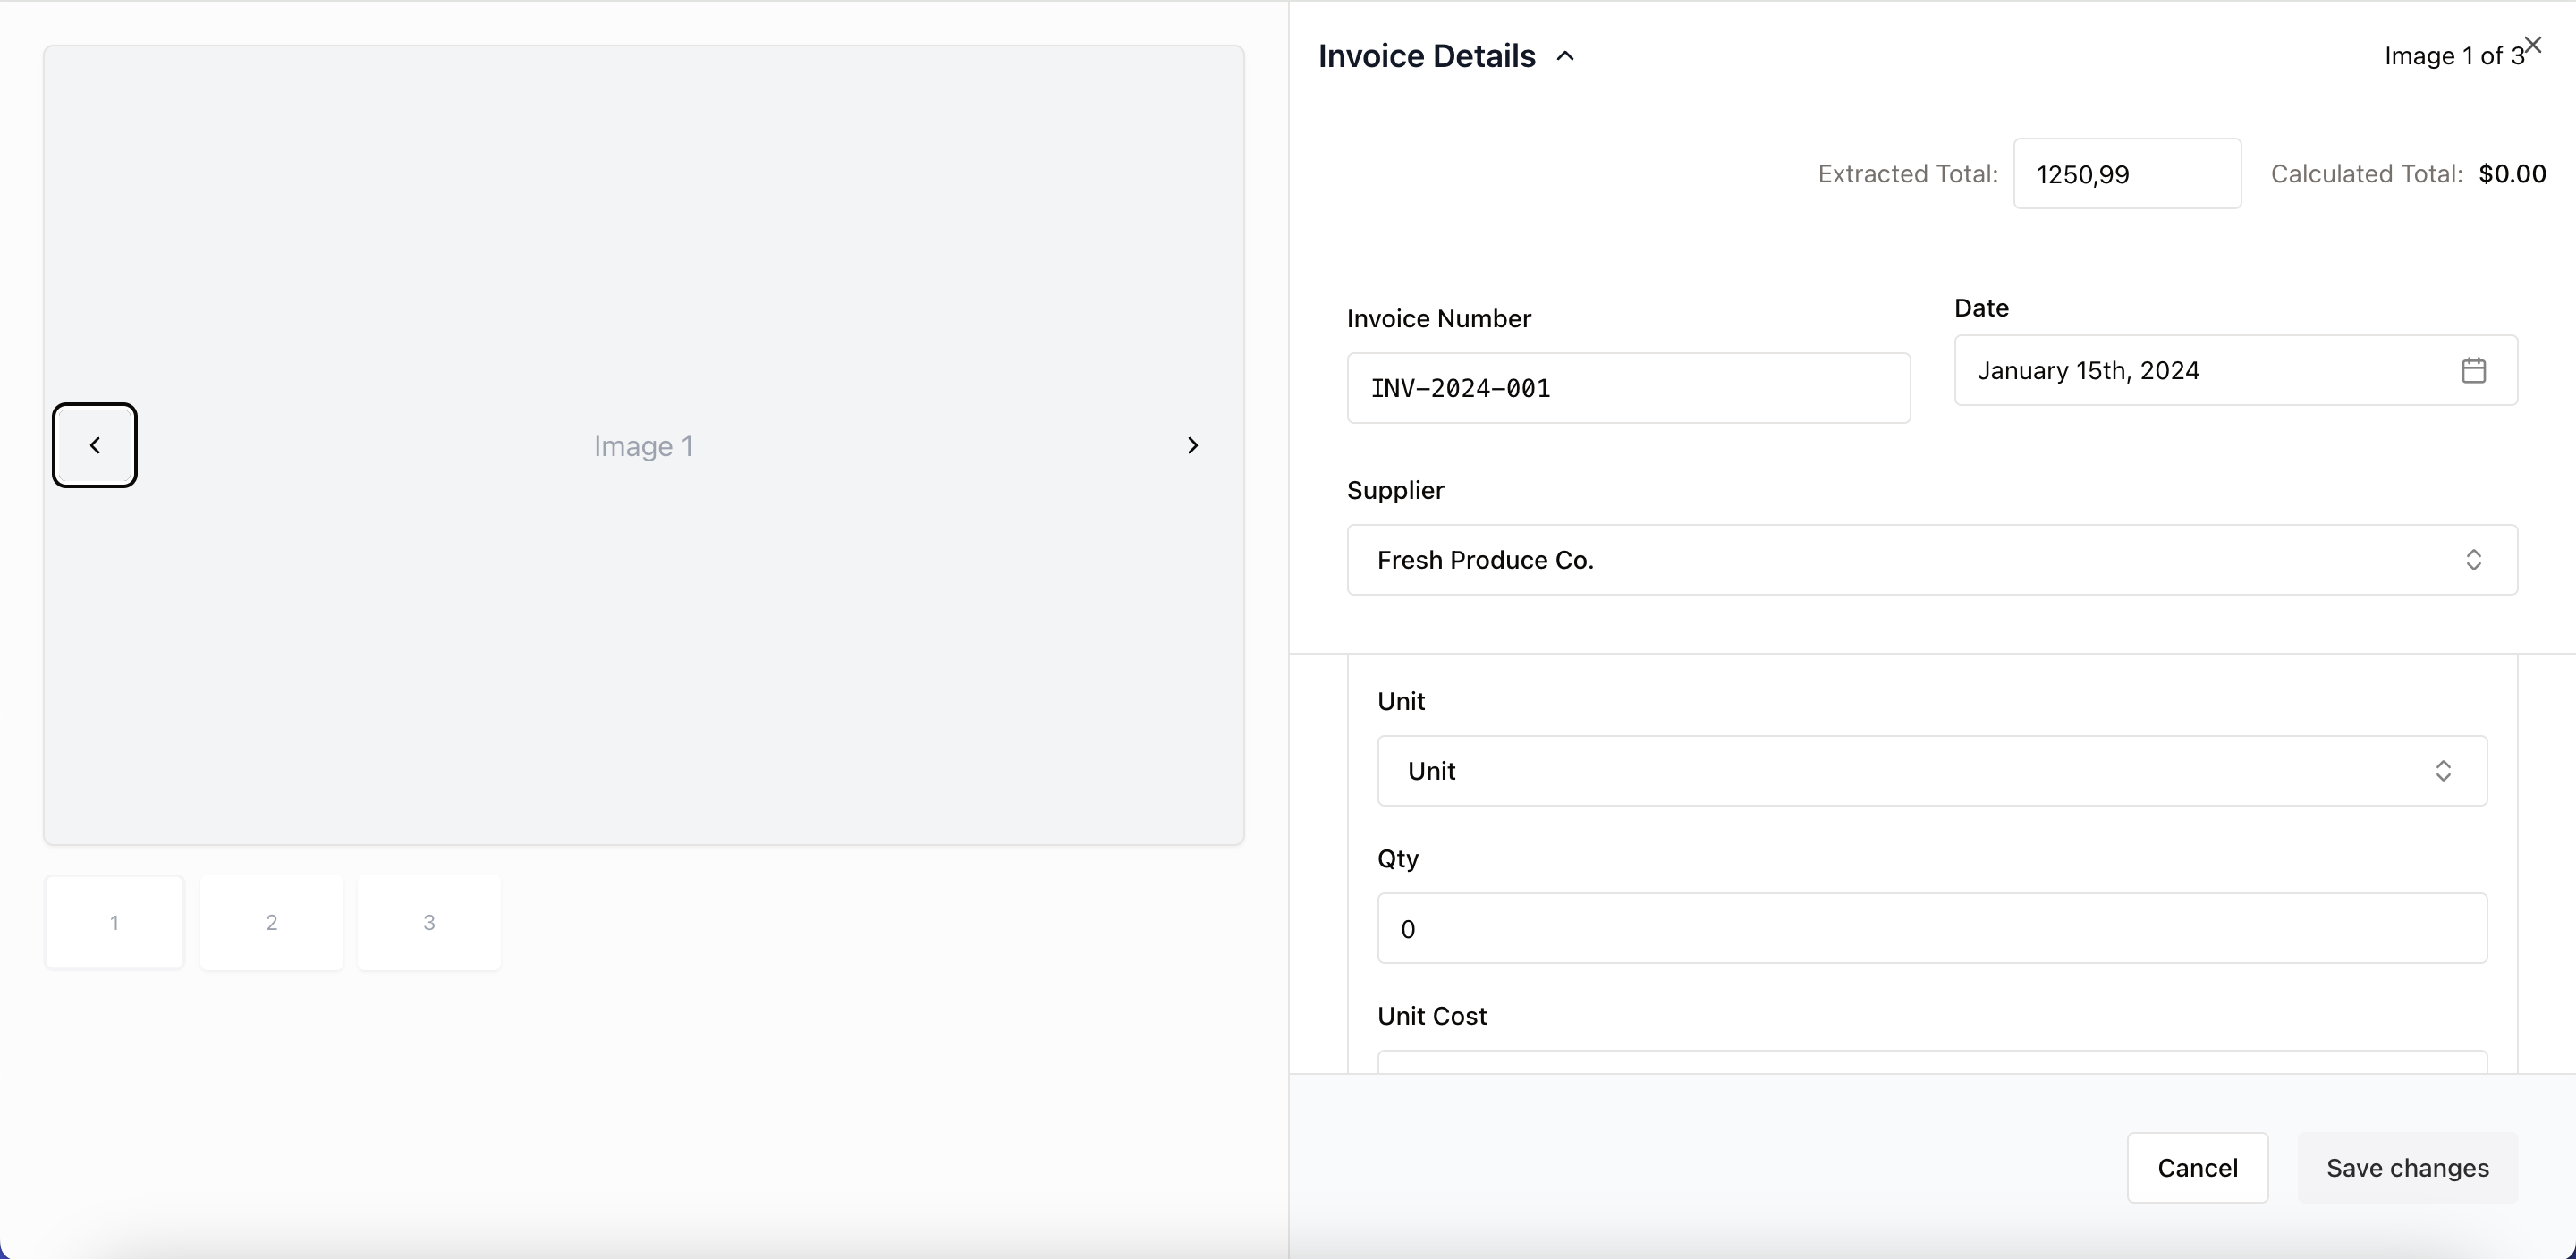 Image 1
1
2
3
Invoice Details
Image 1 of 3
Extracted Total: 1250,99 Calculated Total: $0.00
Invoice Number
INV-2024-001
Date
January 15th, 2024
Supplier
Fresh Produce Co.
Unit
Unit
Qty
0
Unit Cost
Cancel
Save changes